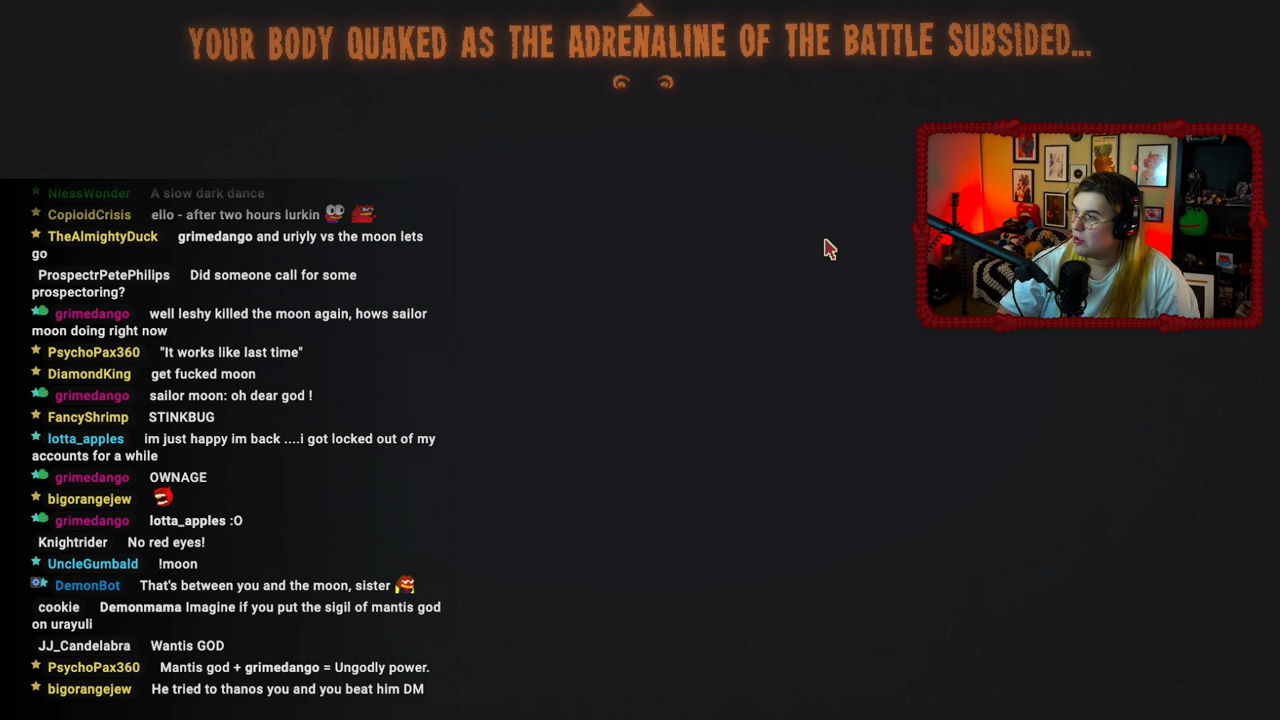 YOUR BODY QUAKED AS THE ADRENALINE OF THE BATTLE SUBSIDED...
NlessWonder A slow dark dance
CopioidCrisis ello - after two hours lurkin
TheAlmightyDuck grimedango and uriyly vs the moon lets
go
ProspectrPetePhilips Did someone call for some
prospectoring?
grimedango well leshy killed the moon again, hows sailor
moon doing right now
PsychoPax360 "It works like last time"
DiamondKing get fucked moon
grimedango sailor moon: oh dear god !
FancyShrimp STINKBUG
lotta_apples im just happy im back ....i got locked out of my
accounts for a while
grimedango OWNAGE
bigorangejew
grimedango lotta_apples :O
Knightrider No red eyes!
UncleGumbald !moon
DemonBot That's between you and the moon, sister
cookie Demonmama Imagine if you put the sigil of mantis god
on urayuli
JJ_Candelabra Wantis GOD
PsychoPax360 Mantis god + grimedango = Ungodly power.
bigorangejew He tried to thanos you and you beat him DM